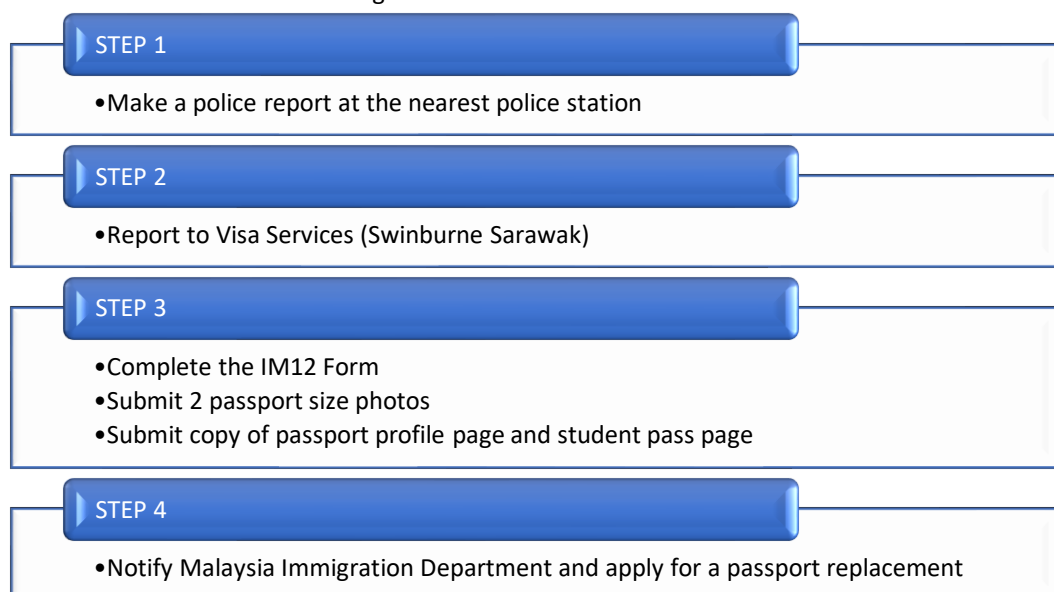 STEP 1
•Make a police report at the nearest police station
STEP 2
•Report to Visa Services (Swinburne Sarawak)
STEP 3
•Complete the IM12 Form
•Submit 2 passport size photos
•Submit copy of passport profile page and student pass page
STEP 4
•Notify Malaysia Immigration Department and apply for a passport replacement